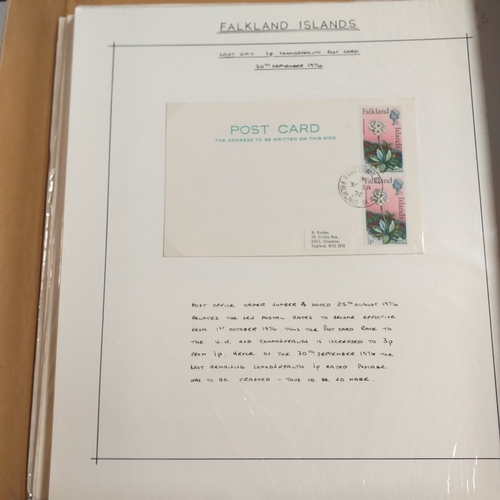 FALKLAND ISLANDS
LAST DAY 1p COMMONWEALTH POST CARD
30TH SEPTEMBER 1976
POST CARD
THE ADDRESS TO BE WRITTEN ON THIS SIDE
Falkland
Islands
Falkland
Islands
1p
England,
POST OFFICE ORDER NUMBER DATED 25TH AUGUST 1976
RELATES THE NEW POSTAL RATES TO BECOME EFFECTIVE
FROM 1ST OCTOBER 1976 THUS THE POST CARD RATE TO
THE U.K. AND COMMONWEALTH IS INCREASED TO 3p
FROM 1p. HENCE ON THE 30TH SEPTEMBER 1976 THE
LAST REMAINING COMMONWEALTH 1p RATED POSTAGE
WAS TO BE FRANKED - THUS TO BE NO MORE.